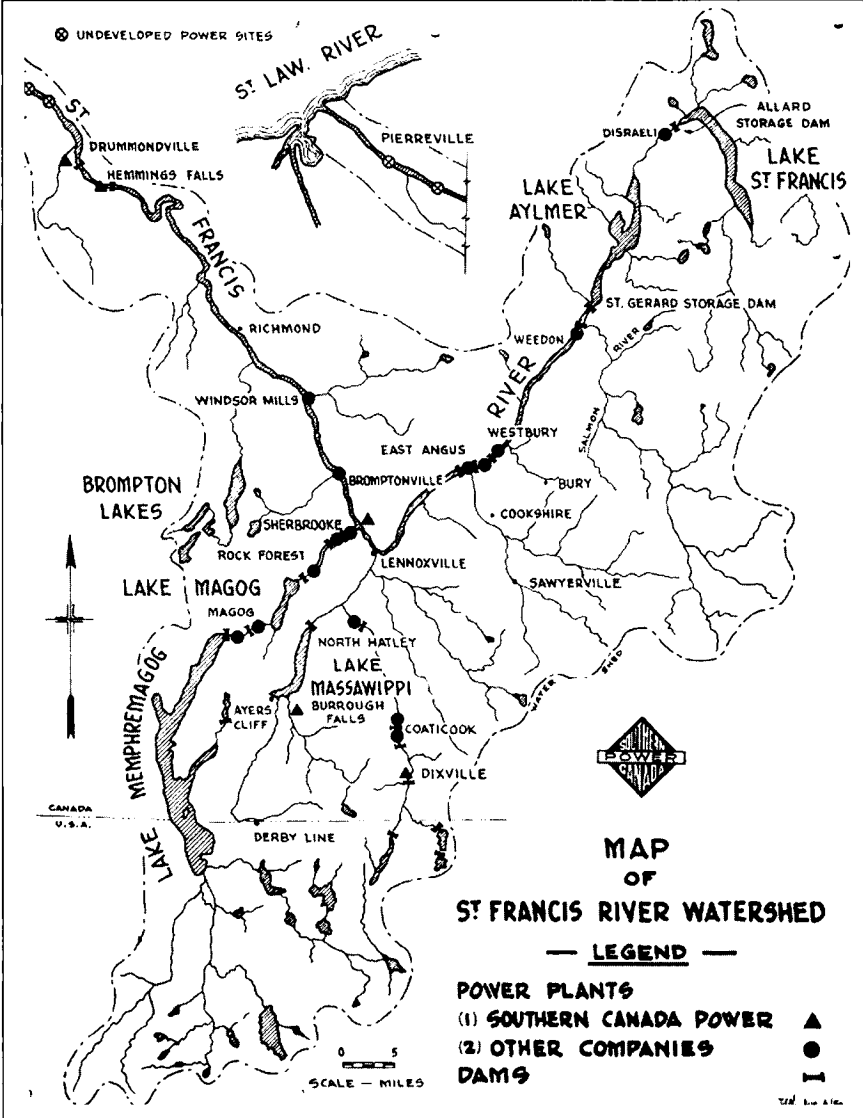 UNDEVELOPED POWER SITES
ST LAW. RIVER
ST FRANCIS RIVER
DRUMMONDVILLE
HEMMINGS FALLS
PIERREVILLE
DISRAELI
ALLARD
STORAGE DAM
LAKE
ST FRANCIS
LAKE
AYLMER
ST. GERARD STORAGE DAM
RICHMOND
WEEDON
SALMON RIVER
WINDSOR MILLS
WESTBURY
EAST ANGUS
BROMPTONVILLE
BURY
BROMPTON
LAKES
COOKSHIRE
SHERBROOKE
ROCK FOREST
LENNOXVILLE
LAKE MAGOG
SAWYERVILLE
MAGOG
NORTH HATLEY
LAKE
MASSAWIPPI
WATER SHED
LAKE MEMPHREMAGOG
AYERS
CLIFF
BURROUGH
FALLS
COATICOOK
DIXVILLE
SOUTHERN
POWER
CANADA
CANADA
U.S.A.
DERBY LINE
MAP
OF
ST FRANCIS RIVER WATERSHED
— LEGEND —
POWER PLANTS
(1) SOUTHERN CANADA POWER
(2) OTHER COMPANIES
DAMS
0 5
SCALE — MILES